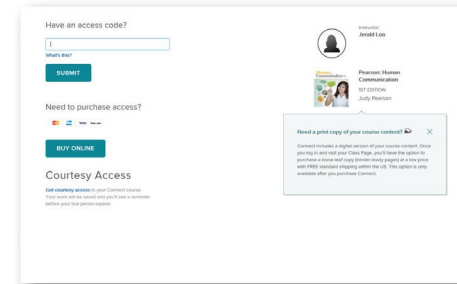 Have an access code?
What's this?
SUBMIT
Need to purchase access?
VISA
BUY ONLINE
Courtesy Access
Get courtesy access to your Connect course.
Your work will be saved and you'll see a reminder
before your trial period expires.
Instructor
Jerald Loo
Pearson: Human
Communication
1ST EDITION
Judy Pearson
Need a print copy of your course content?
Connect includes a digital version of your course content. Once
you log in and visit your Class Page, you'll have the option to
purchase a loose-leaf copy (binder-ready pages) at a low price
with FREE standard shipping within the US. This option is only
available after you purchase Connect.